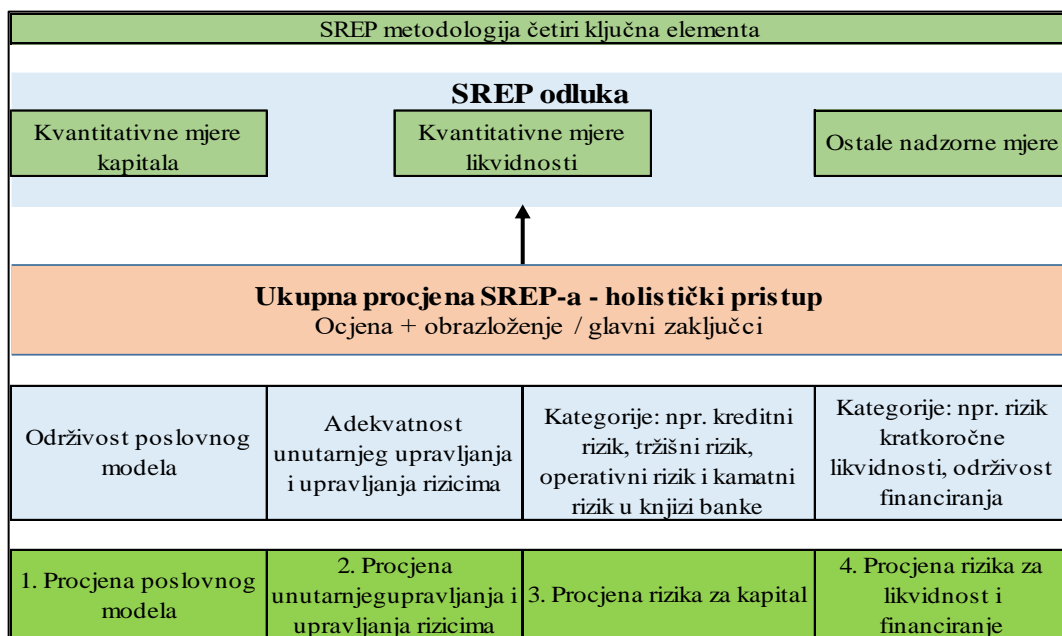 SREP metodologija četiri ključna elementa
SREP odluka
Kvantitativne mjere
kapitala
Kvantitativne mjere
likvidnosti
Ostale nadzorne mjere
Ukupna procjena SREP-a - holistički pristup
Ocjena + obrazloženje / glavni zaključci
Održivost poslovnog
modela
Adekvatnost
unutarnjeg upravljanja
i upravljanja rizicima
Kategorije: npr. kreditni
rizik, tržišni rizik,
operativni rizik i kamatni
rizik u knjizi banke
Kategorije: npr. rizik
kratkoročne
likvidnosti, održivost
financiranja
1. Procjena poslovnog
modela
2. Procjena
unutarnjegupravljanja i
upravljanja rizicima
3. Procjena rizika za kapital
4. Procjena rizika za
likvidnost i
financiranje